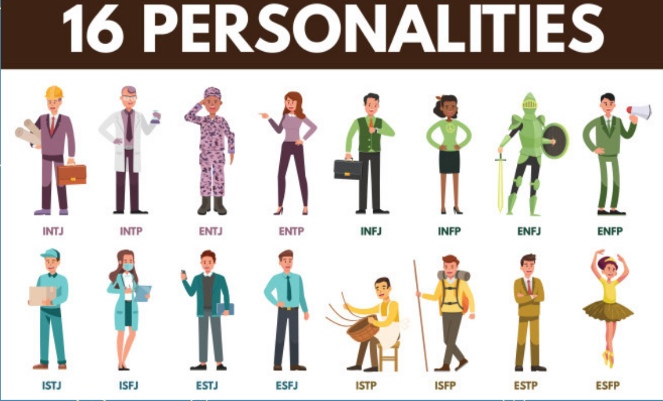 16 PERSONALITIES
INTJ INTP ENTJ ENTP INFJ INFP ENFJ ENFP
ISTJ ISFJ ESTJ ESFJ ISTP ISFP ESTP ESFP